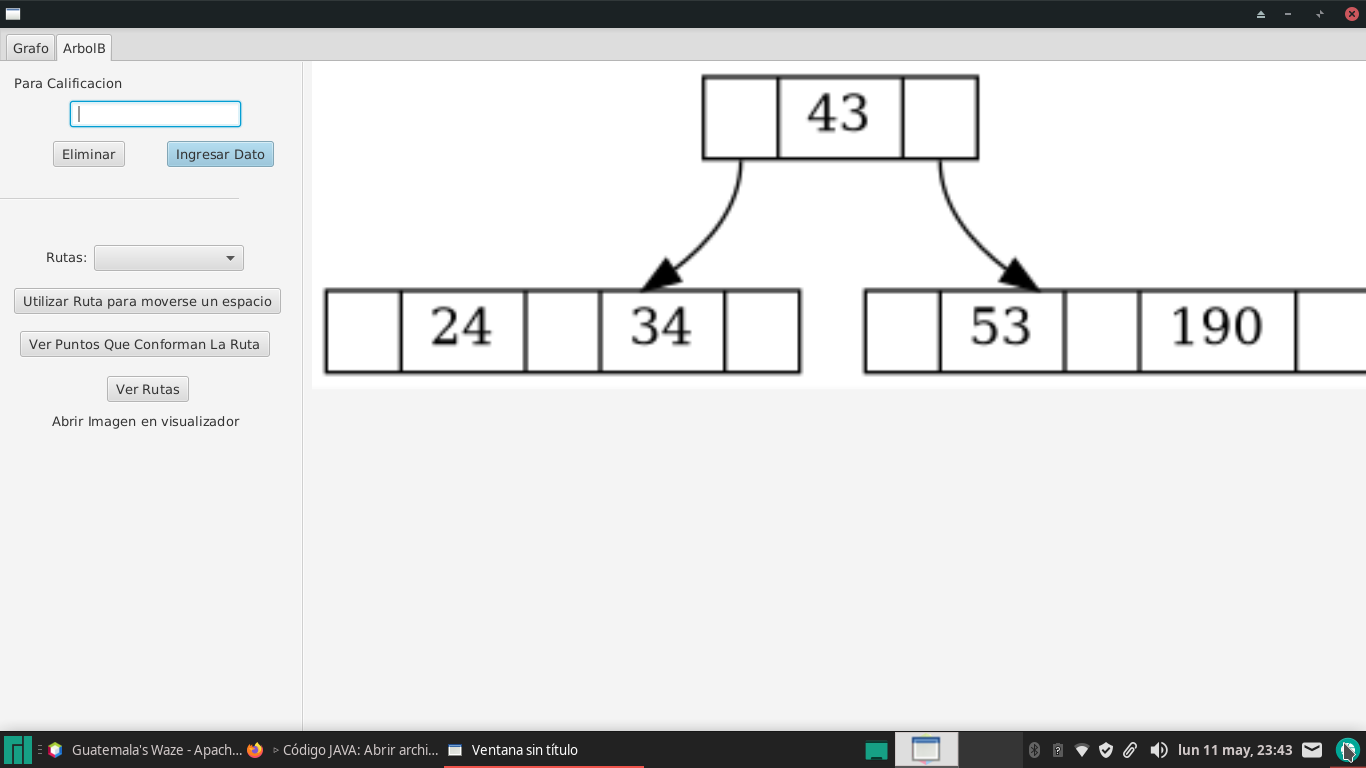 Grafo ArbolB
Para Calificacion
Eliminar Ingresar Dato
Rutas:
Utilizar Ruta para moverse un espacio
Ver Puntos Que Conforman La Ruta
Ver Rutas
Abrir Imagen en visualizador
43
24 34 53 190
Guatemala's Waze - Apach... Código JAVA: Abrir archi... Ventana sin título lun 11 may, 23:43